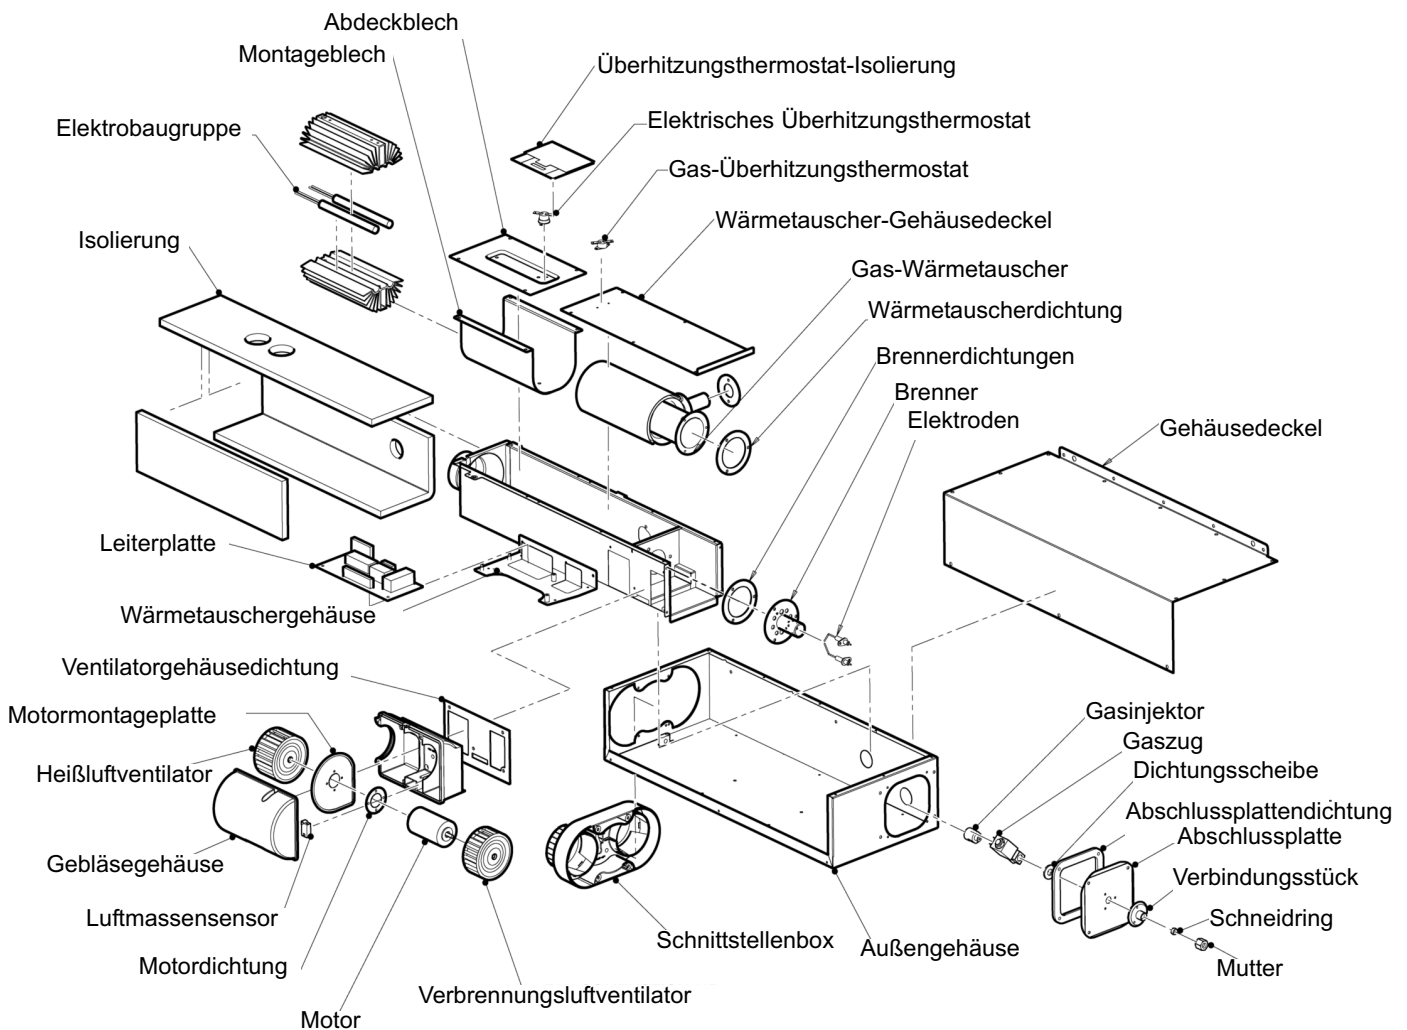 Abdeckblech
Montageblech
Überhitzungsthermostat-Isolierung
Elektrobaugruppe
Elektrisches Überhitzungsthermostat
Gas-Überhitzungsthermostat
Wärmetauscher-Gehäusedeckel
Isolierung
Gas-Wärmetauscher
Wärmetauscherdichtung
Brennerdichtungen
Brenner
Elektroden
Gehäusedeckel
Leiterplatte
Wärmetauschergehäuse
Ventilatorgehäusedichtung
Motormontageplatte
Heißluftventilator
Gasinjektor
Gaszug
Dichtungsscheibe
Abschlussplattendichtung
Abschlussplatte
Gebläsegehäuse
Verbindungsstück
Luftmassensensor
Schneidring
Schnittstellenbox
Außengehäuse
Motordichtung
Mutter
Verbrennungsluftventilator
Motor